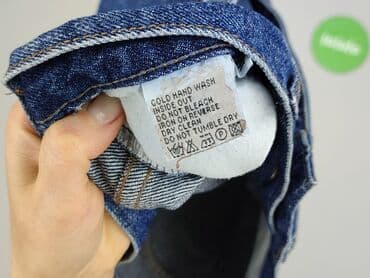 COLD HAND WASH
INSIDE OUT
DO NOT BLEACH
IRON ON REVERSE
DRY CLEAN
DO NOT TUMBLE DRY